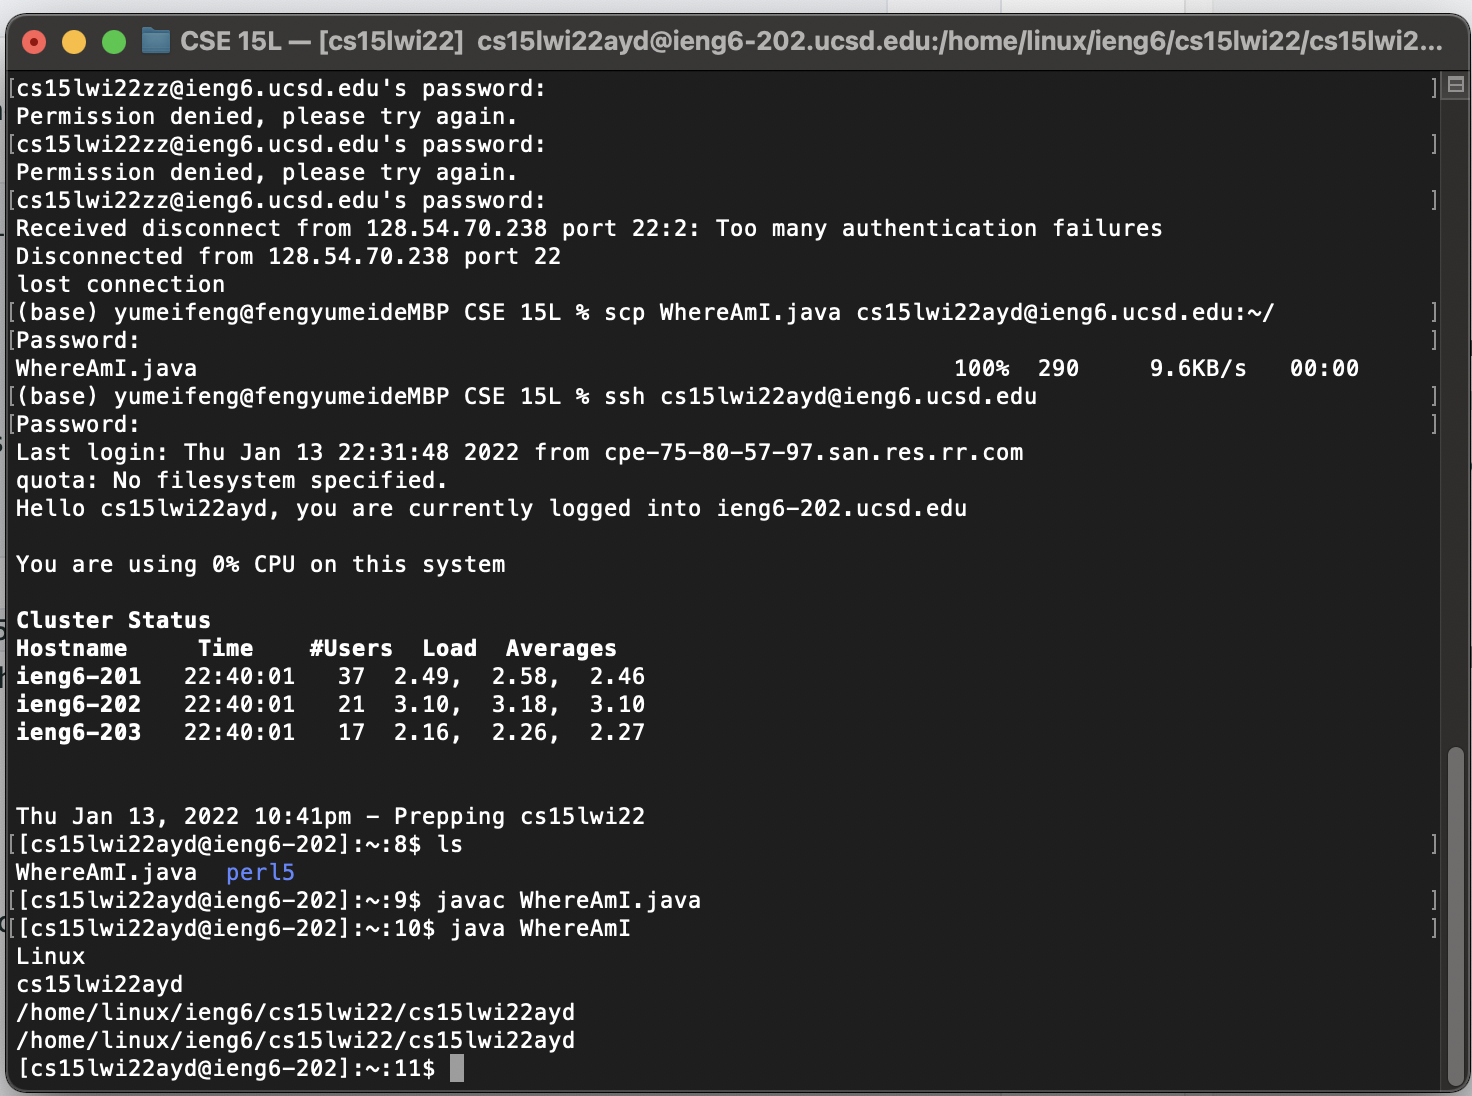 CSE 15L — [cs15lwi22] cs15lwi22ayd@ieng6-202.ucsd.edu:/home/linux/ieng6/cs15lwi22/cs15lwi2...
[cs15lwi22zz@ieng6.ucsd.edu's password: ]
Permission denied, please try again.
[cs15lwi22zz@ieng6.ucsd.edu's password: ]
Permission denied, please try again.
[cs15lwi22zz@ieng6.ucsd.edu's password: ]
Received disconnect from 128.54.70.238 port 22:2: Too many authentication failures
Disconnected from 128.54.70.238 port 22
lost connection
[(base) yumeifeng@fengyumeideMBP CSE 15L % scp WhereAmI.java cs15lwi22ayd@ieng6.ucsd.edu:~/ ]
[Password: ]
WhereAmI.java 100% 290 9.6KB/s 00:00
[(base) yumeifeng@fengyumeideMBP CSE 15L % ssh cs15lwi22ayd@ieng6.ucsd.edu ]
[Password: ]
Last login: Thu Jan 13 22:31:48 2022 from cpe-75-80-57-97.san.res.rr.com
quota: No filesystem specified.
Hello cs15lwi22ayd, you are currently logged into ieng6-202.ucsd.edu
You are using 0% CPU on this system
Cluster Status
Hostname Time #Users Load Averages
ieng6-201 22:40:01 37 2.49, 2.58, 2.46
ieng6-202 22:40:01 21 3.10, 3.18, 3.10
ieng6-203 22:40:01 17 2.16, 2.26, 2.27
Thu Jan 13, 2022 10:41pm - Prepping cs15lwi22
[[cs15lwi22ayd@ieng6-202]:~:8$ ls ]
WhereAmI.java perl5
[[cs15lwi22ayd@ieng6-202]:~:9$ javac WhereAmI.java ]
[[cs15lwi22ayd@ieng6-202]:~:10$ java WhereAmI ]
Linux
cs15lwi22ayd
/home/linux/ieng6/cs15lwi22/cs15lwi22ayd
/home/linux/ieng6/cs15lwi22/cs15lwi22ayd
[cs15lwi22ayd@ieng6-202]:~:11$